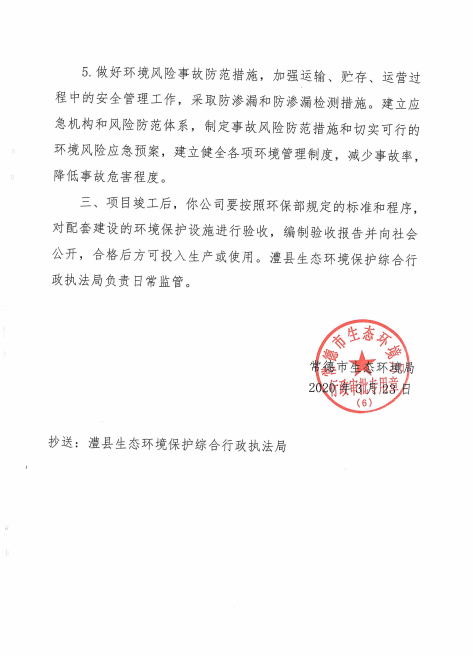 5.做好环境风险事故防范措施，加强运输、贮存、运营过
程中的安全管理工作，采取防渗漏和防渗漏检测措施。建立应
急机构和风险防范体系，制定事故风险防范措施和切实可行的
环境风险应急预案，建立健全各项环境管理制度，减少事故率，
降低事故危害程度。
三、项目竣工后，你公司要按照环保部规定的标准和程序，
对配套建设的环境保护设施进行验收，编制验收报告并向社会
公开，合格后方可投入生产或使用。澧县生态环境保护综合行
政执法局负责日常监管。
常德市生态环境局
常德市生态环境局
2020年3月23日
行政审批专用章
(6)
抄送：澧县生态环境保护综合行政执法局